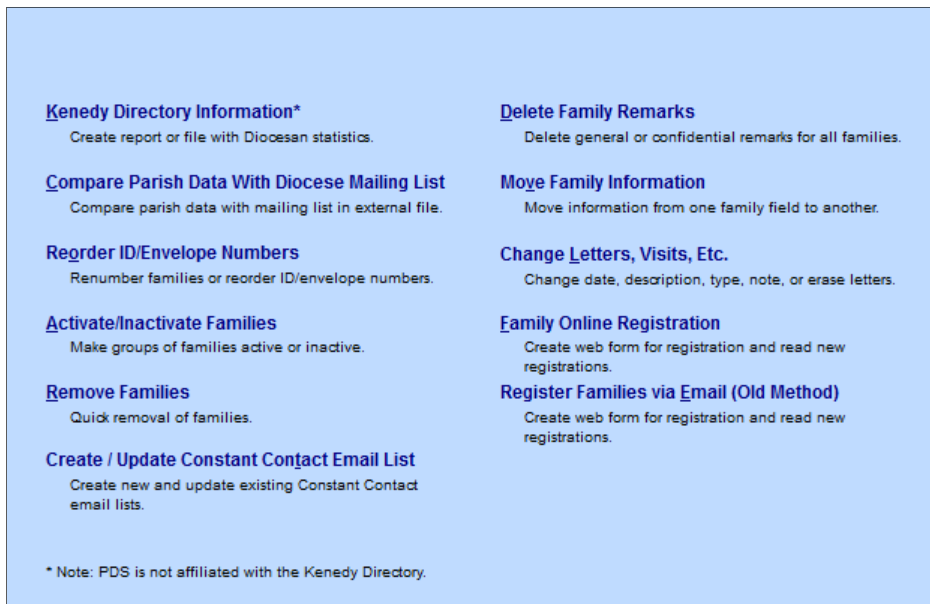 Kenedy Directory Information*
Create report or file with Diocesan statistics.
Compare Parish Data With Diocese Mailing List
Compare parish data with mailing list in external file.
Reorder ID/Envelope Numbers
Renumber families or reorder ID/envelope numbers.
Activate/Inactivate Families
Make groups of families active or inactive.
Remove Families
Quick removal of families.
Create / Update Constant Contact Email List
Create new and update existing Constant Contact
email lists.
Delete Family Remarks
Delete general or confidential remarks for all families.
Move Family Information
Move information from one family field to another.
Change Letters, Visits, Etc.
Change date, description, type, note, or erase letters.
Family Online Registration
Create web form for registration and read new
registrations.
Register Families via Email (Old Method)
Create web form for registration and read new
registrations.
* Note: PDS is not affiliated with the Kenedy Directory.